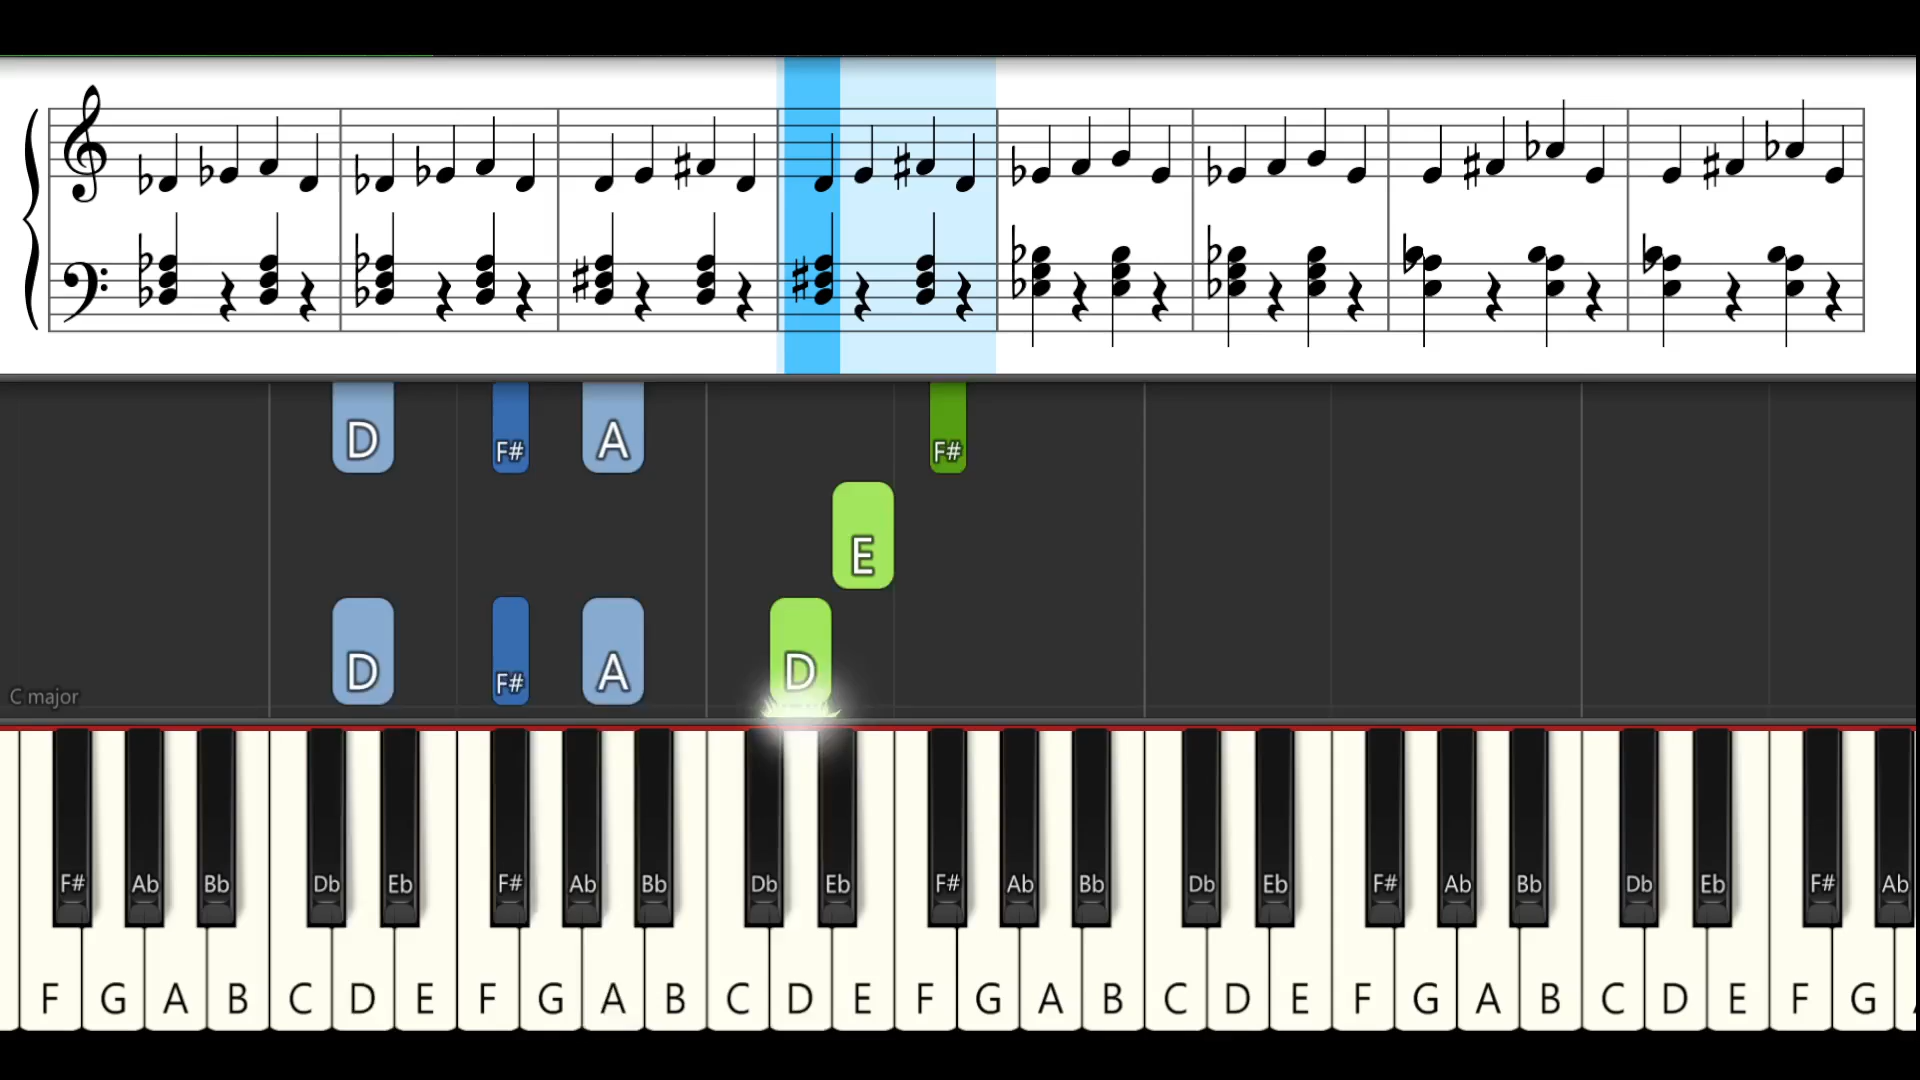 D F# A F#
E
D F# A D
C major
F# Ab Bb Db Eb F# Ab Bb Db Eb F# Ab Bb Db Eb F# Ab Bb Db Eb F# Ab
F G A B C D E F G A B C D E F G A B C D E F G A B C D E F G